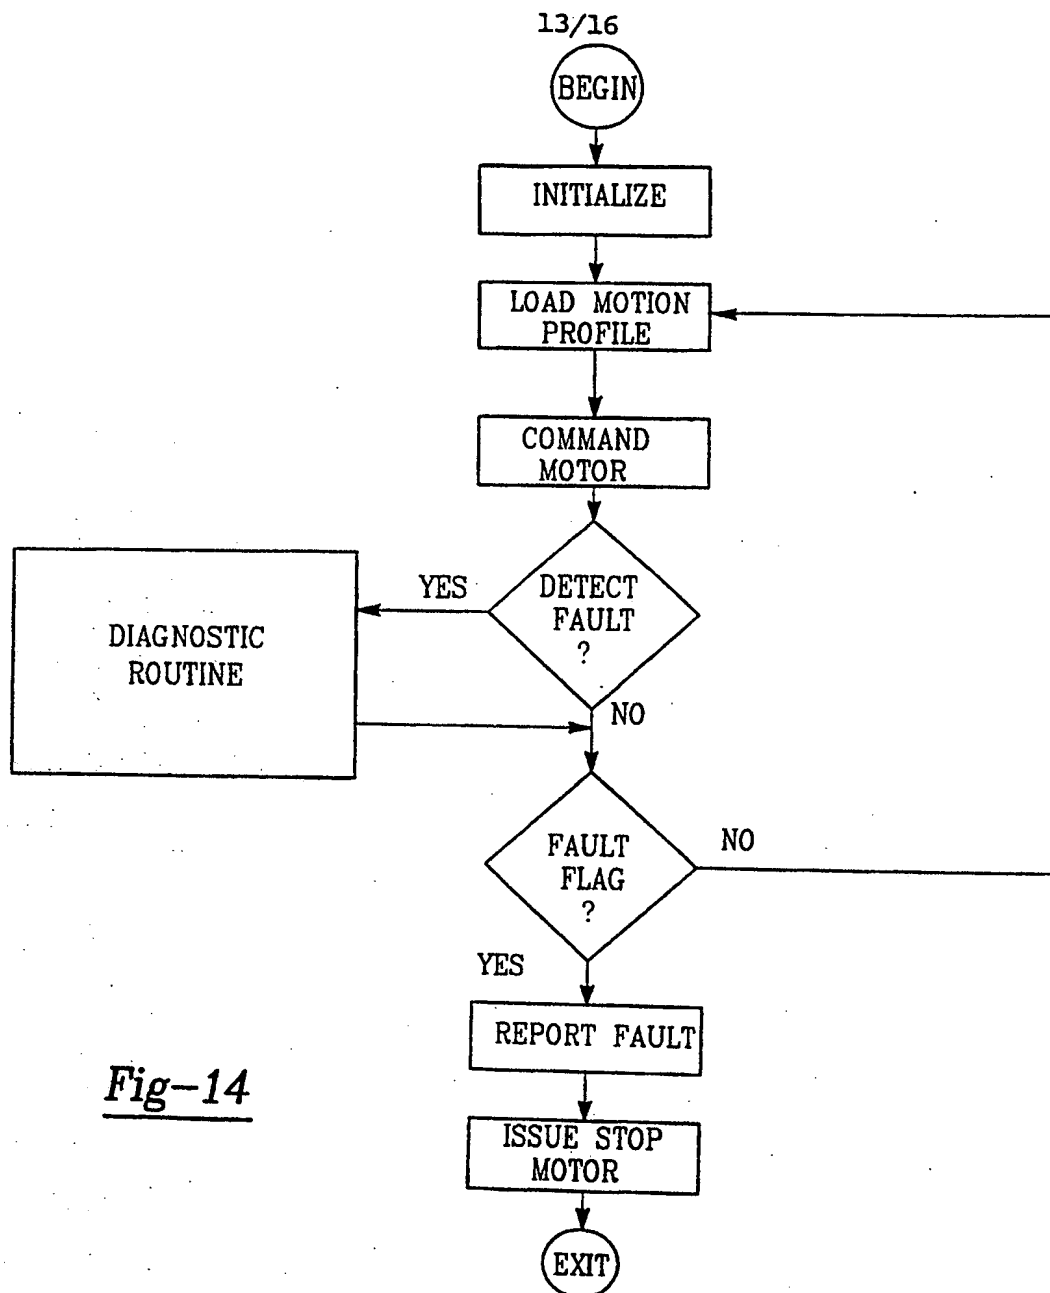 13/16
BEGIN
INITIALIZE
LOAD MOTION
PROFILE
COMMAND
MOTOR
YES
DETECT
FAULT
?
DIAGNOSTIC
ROUTINE
NO
FAULT
FLAG
?
NO
YES
REPORT FAULT
Fig-14
ISSUE STOP
MOTOR
EXIT